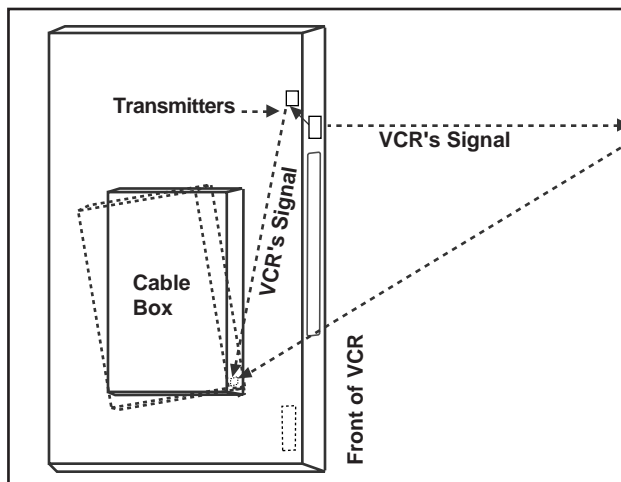 Transmitters
VCR's Signal
VCR's Signal
Cable
Box
Front of VCR